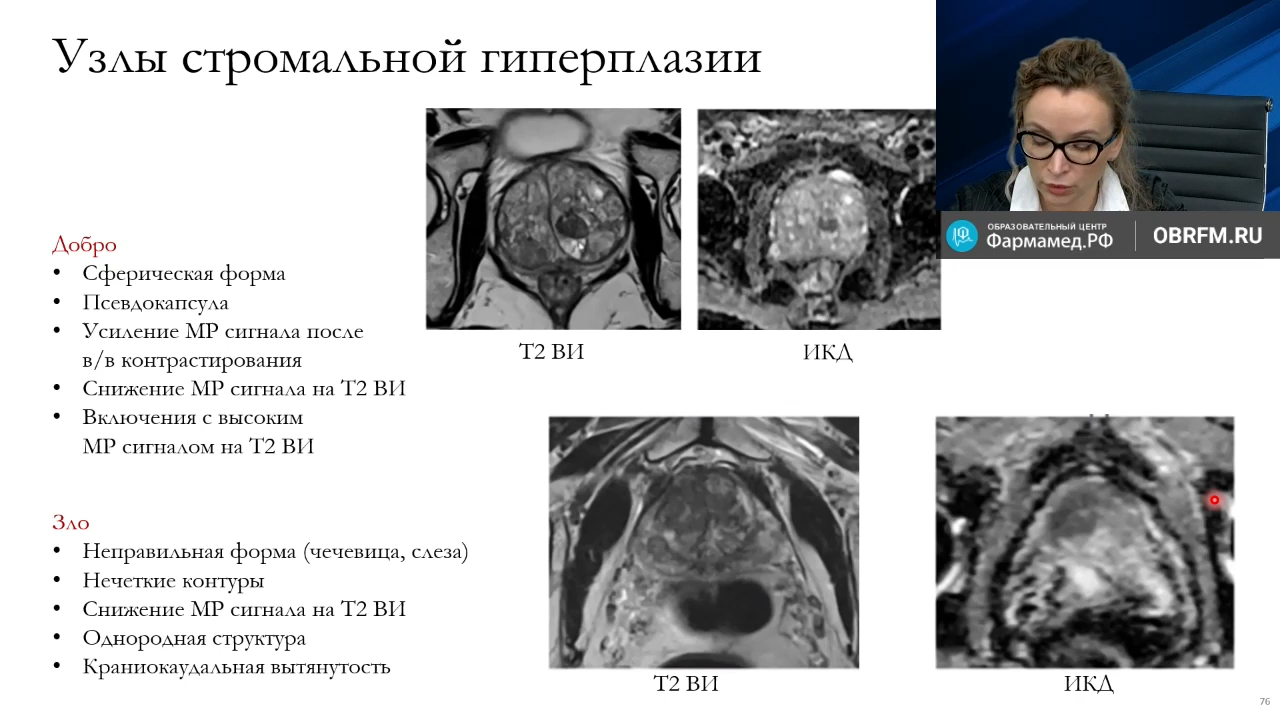 Узлы стромальной гиперплазии
ОБРАЗОВАТЕЛЬНЫЙ ЦЕНТР
Фармамед.РФ
OBRFM.RU
Добро
• Сферическая форма
• Псевдокапсула
• Усиление МР сигнала после
в/в контрастирования
• Снижение МР сигнала на Т2 ВИ
• Включения с высоким
МР сигналом на Т2 ВИ
Т2 ВИ
ИКД
Зло
• Неправильная форма (чечевица, слеза)
• Нечеткие контуры
• Снижение МР сигнала на Т2 ВИ
• Однородная структура
• Краниокаудальная вытянутость
Т2 ВИ
ИКД
76